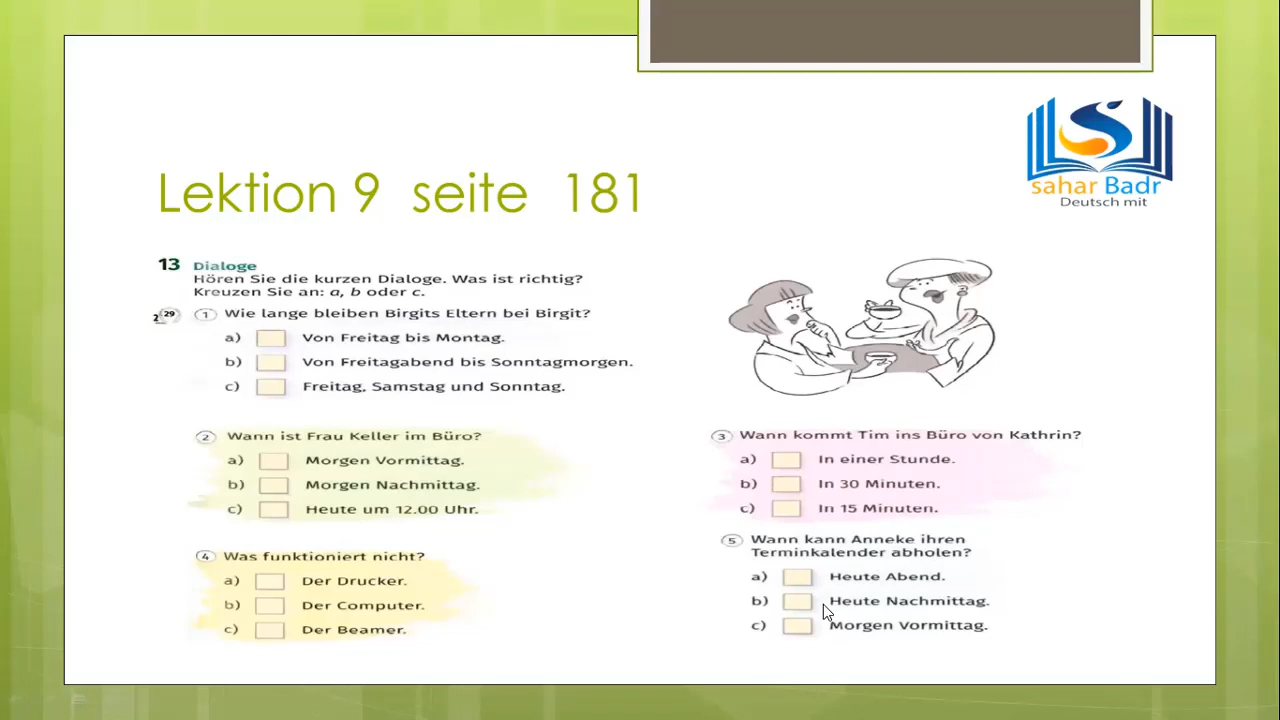 sahar Badr
Deutsch mit
Lektion 9 seite 181
13 Dialoge
Hören Sie die kurzen Dialoge. Was ist richtig?
Kreuzen Sie an: a, b oder c.
2 29 1 Wie lange bleiben Birgits Eltern bei Birgit?
a) Von Freitag bis Montag.
b) Von Freitagabend bis Sonntagmorgen.
c) Freitag, Samstag und Sonntag.
2 Wann ist Frau Keller im Büro?
a) Morgen Vormittag.
b) Morgen Nachmittag.
c) Heute um 12.00 Uhr.
3 Wann kommt Tim ins Büro von Kathrin?
a) In einer Stunde.
b) In 30 Minuten.
c) In 15 Minuten.
4 Was funktioniert nicht?
a) Der Drucker.
b) Der Computer.
c) Der Beamer.
5 Wann kann Anneke ihren
Terminkalender abholen?
a) Heute Abend.
b) Heute Nachmittag.
c) Morgen Vormittag.